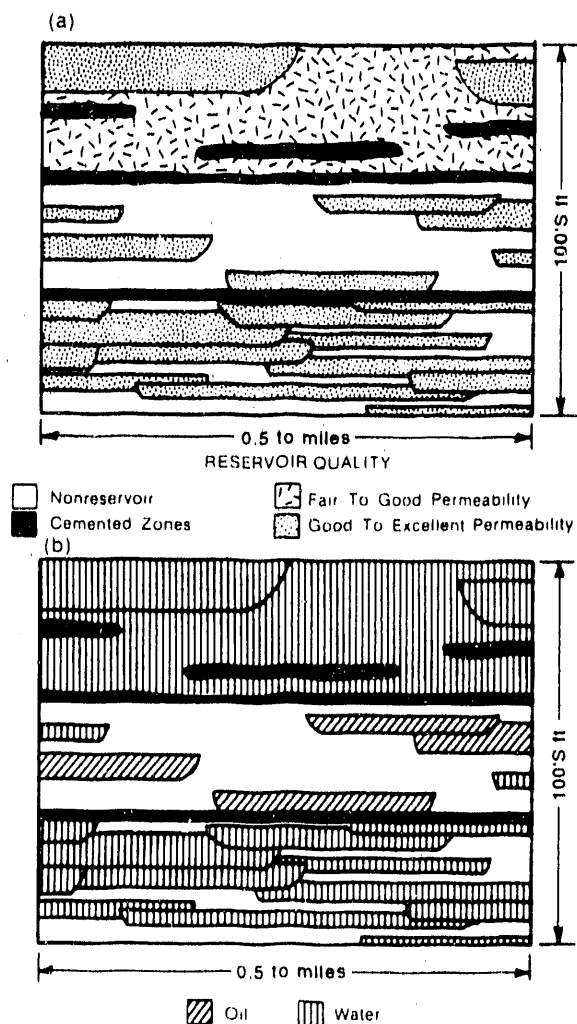 (a)
100'S ft
0.5 to miles
RESERVOIR QUALITY
Nonreservoir
Fair To Good Permeability
Cemented Zones
Good To Excellent Permeability
(b)
100'S ft
0.5 to miles
Oil
Water